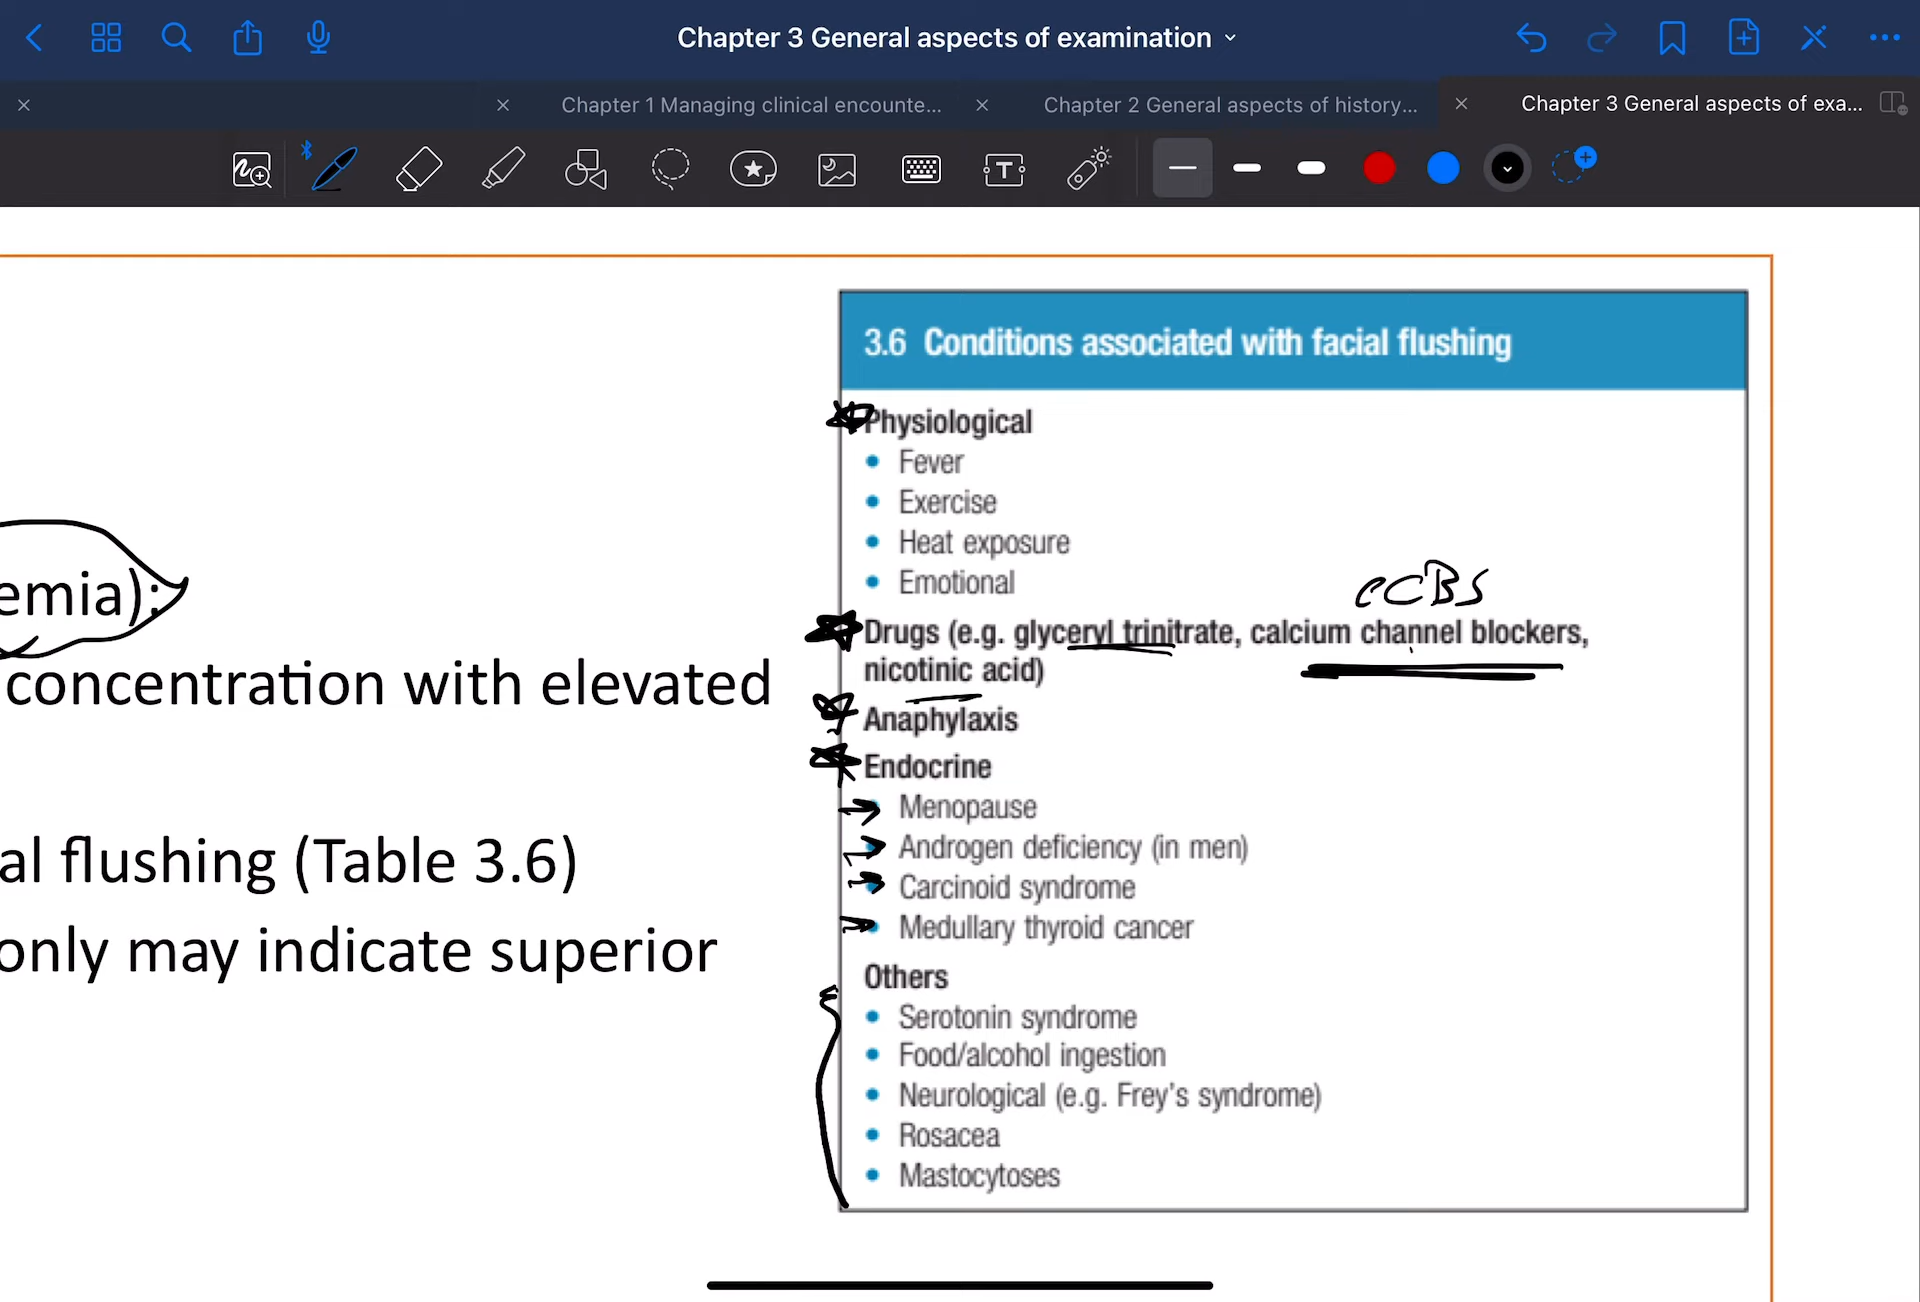 Chapter 3 General aspects of examination
Chapter 1 Managing clinical encounte...
Chapter 2 General aspects of history...
Chapter 3 General aspects of exa...
T
emia):
concentration with elevated
al flushing (Table 3.6)
only may indicate superior
3.6 Conditions associated with facial flushing
Physiological
• Fever
• Exercise
• Heat exposure
• Emotional
CCBS
Drugs (e.g. glyceryl trinitrate, calcium channel blockers,
nicotinic acid)
Anaphylaxis
Endocrine
Menopause
Androgen deficiency (in men)
Carcinoid syndrome
Medullary thyroid cancer
Others
• Serotonin syndrome
• Food/alcohol ingestion
• Neurological (e.g. Frey's syndrome)
• Rosacea
• Mastocytoses